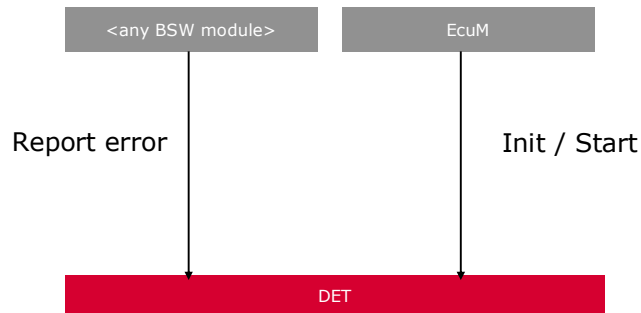 <any BSW module>
EcuM
Report error
Init / Start
DET